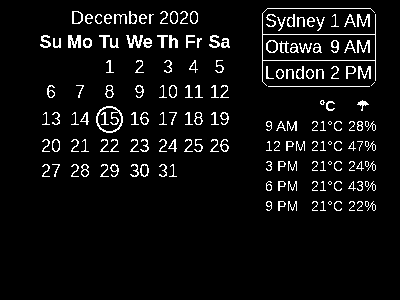 December 2020
Su Mo Tu We Th Fr Sa
1 2 3 4 5
6 7 8 9 10 11 12
13 14 15 16 17 18 19
20 21 22 23 24 25 26
27 28 29 30 31
Sydney 1 AM
Ottawa 9 AM
London 2 PM
°C ☂
9 AM 21°C 28%
12 PM 21°C 47%
3 PM 21°C 24%
6 PM 21°C 43%
9 PM 21°C 22%